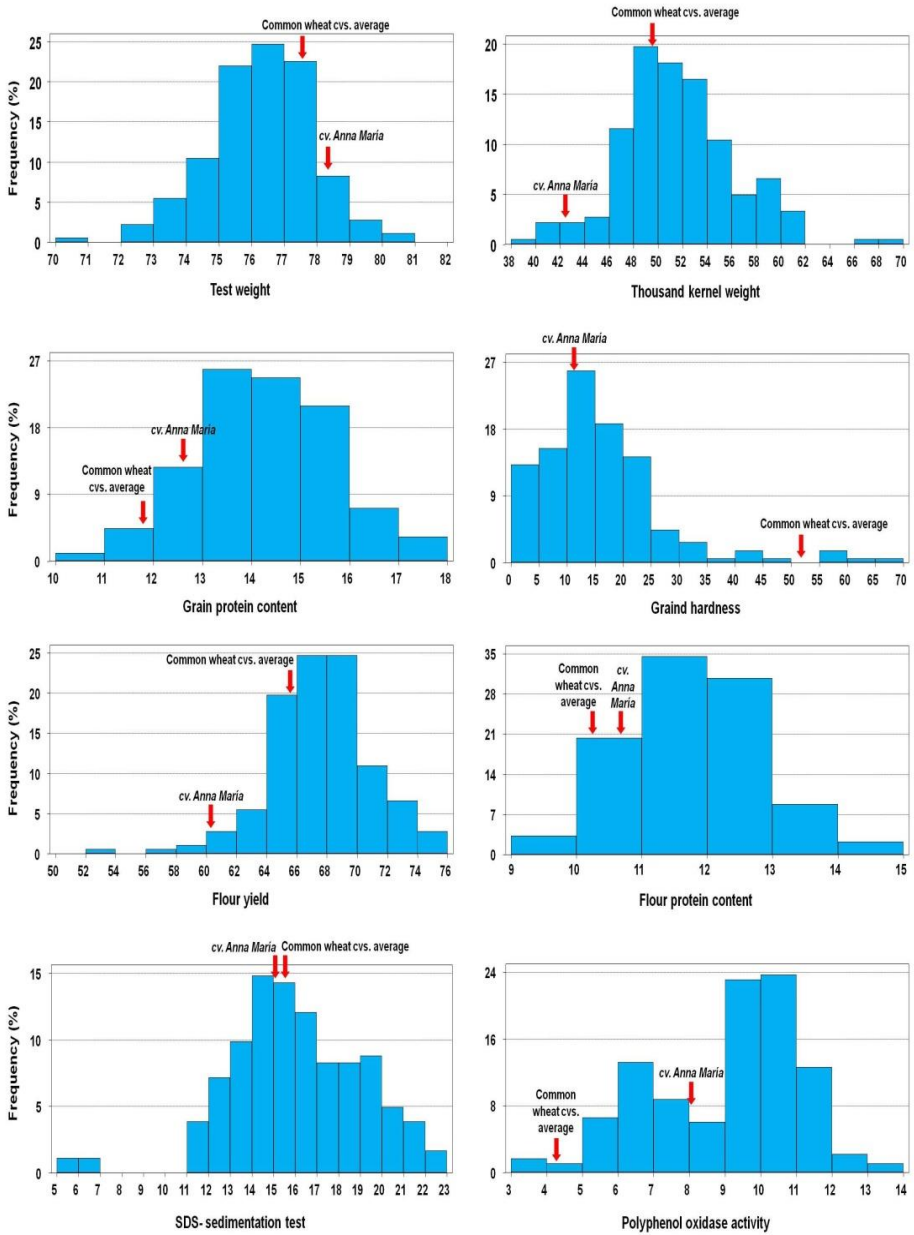 Common wheat cvs. average
25
20
15
10
5
0
Frequency (%)
cv. Anna María
70 71 72 73 74 75 76 77 78 79 80 81 82
Test weight
Common wheat cvs. average
20
15
10
5
0
cv. Anna María
38 40 42 44 46 48 50 52 54 56 58 60 62 64 66 68 70
Thousand kernel weight
27
18
9
0
Frequency (%)
cv. Anna María
Common wheat
cvs. average
10 11 12 13 14 15 16 17 18
Grain protein content
cv. Anna María
27
18
9
0
Common wheat cvs. average
0 5 10 15 20 25 30 35 40 45 50 55 60 65 70
Graind hardness
25
20
15
10
5
0
Frequency (%)
Common wheat cvs. average
cv. Anna María
50 52 54 56 58 60 62 64 66 68 70 72 74 76
Flour yield
35
28
21
14
7
0
Common
wheat cvs.
average
cv.
Anna
María
9 10 11 12 13 14 15
Flour protein content
cv. Anna María Common wheat cvs. average
15
10
5
0
Frequency (%)
5 6 7 8 9 10 11 12 13 14 15 16 17 18 19 20 21 22 23
SDS- sedimentation test
24
16
8
0
cv. Anna María
Common
wheat cvs.
average
3 4 5 6 7 8 9 10 11 12 13 14
Polyphenol oxidase activity